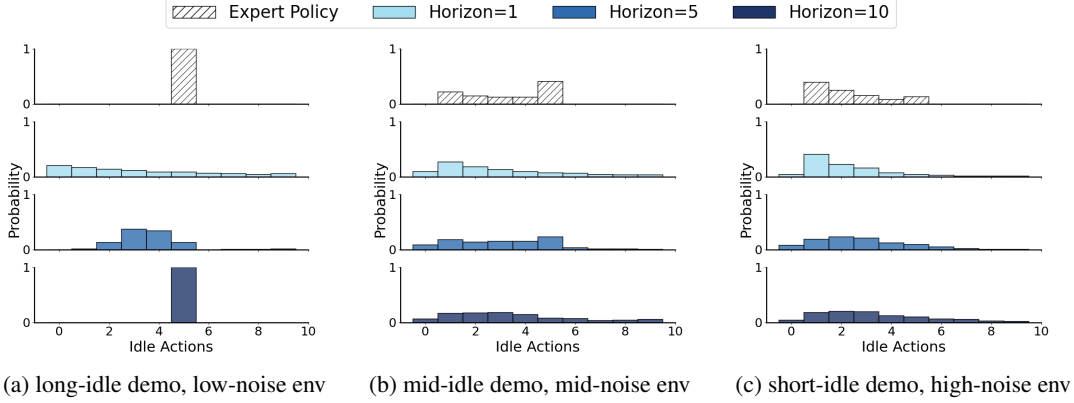 Expert Policy Horizon=1 Horizon=5 Horizon=10
1
0
1
0
1
0
1
0
Probability
0 2 4 6 8 10
Idle Actions
(a) long-idle demo, low-noise env
1
0
1
0
1
0
1
0
Probability
0 2 4 6 8 10
Idle Actions
(b) mid-idle demo, mid-noise env
1
0
1
0
1
0
1
0
Probability
0 2 4 6 8 10
Idle Actions
(c) short-idle demo, high-noise env